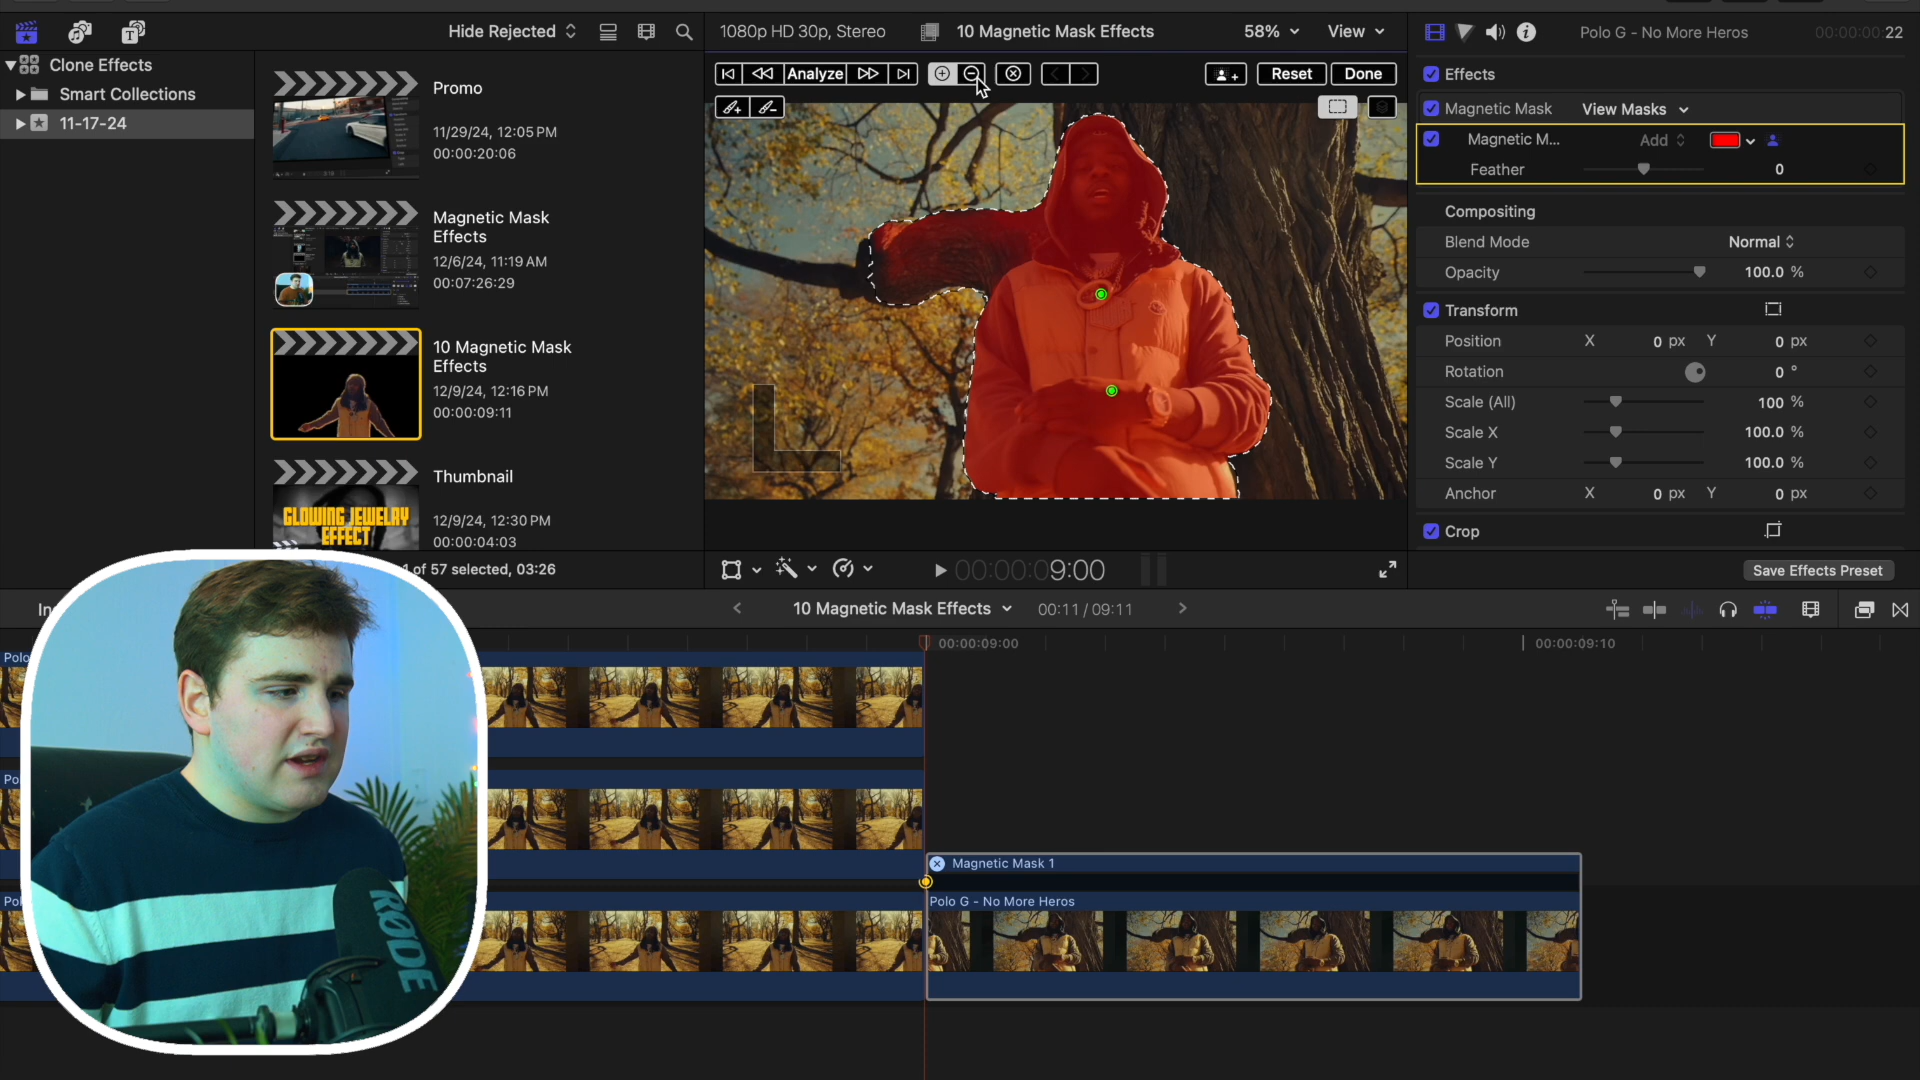 Hide Rejected
1080p HD 30p, Stereo
10 Magnetic Mask Effects
58%
View
Polo G - No More Heros
00:00:00:22
Clone Effects
Smart Collections
11-17-24
Promo
11/29/24, 12:05 PM
00:00:20:06
Magnetic Mask
Effects
12/6/24, 11:19 AM
00:07:26:29
10 Magnetic Mask
Effects
12/9/24, 12:16 PM
00:00:09:11
Thumbnail
GLOWING JEWELRY
EFFECT
12/9/24, 12:30 PM
00:00:04:03
of 57 selected, 03:26
Analyze
Reset
Done
Effects
Magnetic Mask
View Masks
Magnetic M...
Add
Feather
0
Compositing
Blend Mode
Normal
Opacity
100.0 %
Transform
Position
X
0 px
Y
0 px
Rotation
0 °
Scale (All)
100 %
Scale X
100.0 %
Scale Y
100.0 %
Anchor
X
0 px
Y
0 px
Crop
00:00:09:00
Save Effects Preset
In
10 Magnetic Mask Effects
00:11 / 09:11
00:00:09:00
00:00:09:10
Polo
Po
Pol
Magnetic Mask 1
Polo G - No More Heros
RØDE